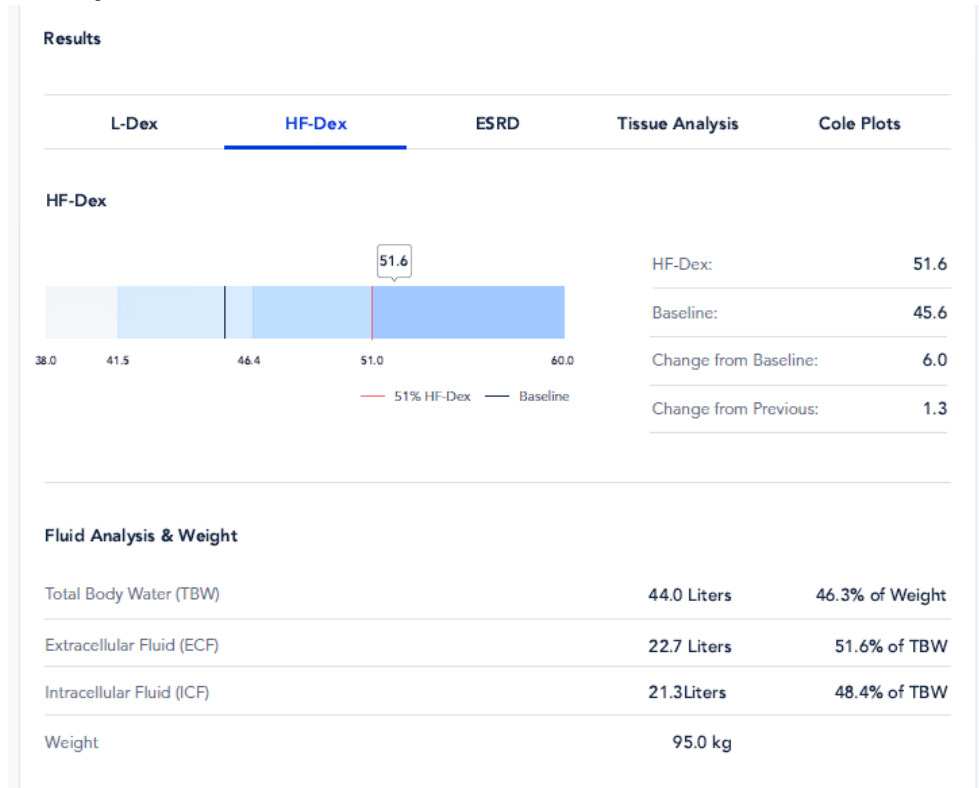 Results
L-Dex HF-Dex ESRD Tissue Analysis Cole Plots
HF-Dex
51.6
38.0 41.5 46.4 51.0 60.0
51% HF-Dex Baseline
HF-Dex: 51.6
Baseline: 45.6
Change from Baseline: 6.0
Change from Previous: 1.3
Fluid Analysis & Weight
Total Body Water (TBW) 44.0 Liters 46.3% of Weight
Extracellular Fluid (ECF) 22.7 Liters 51.6% of TBW
Intracellular Fluid (ICF) 21.3Liters 48.4% of TBW
Weight 95.0 kg